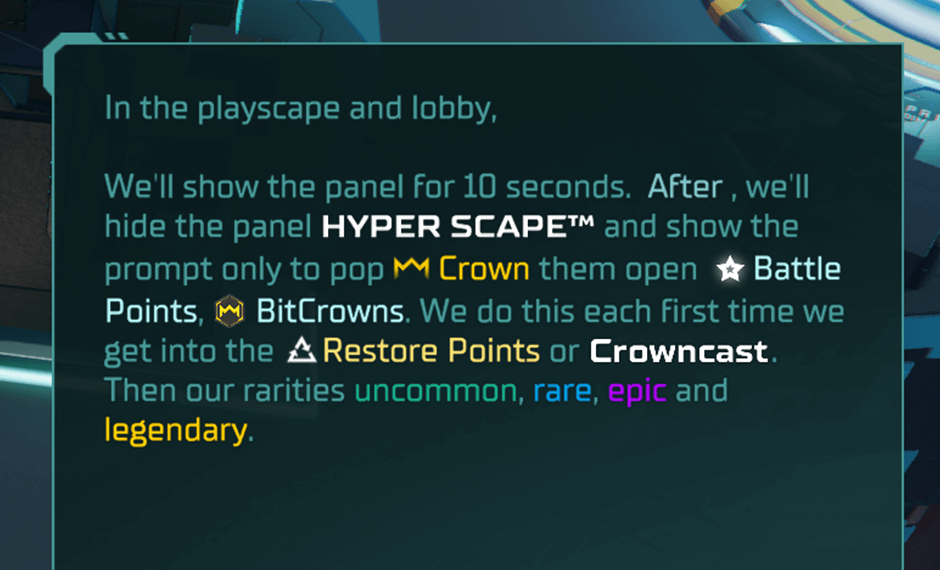 In the playscape and lobby,
We'll show the panel for 10 seconds. After , we'll
hide the panel HYPER SCAPE™ and show the
prompt only to pop Crown them open Battle
Points, BitCrowns. We do this each first time we
get into the Restore Points or Crowncast.
Then our rarities uncommon, rare, epic and
legendary.